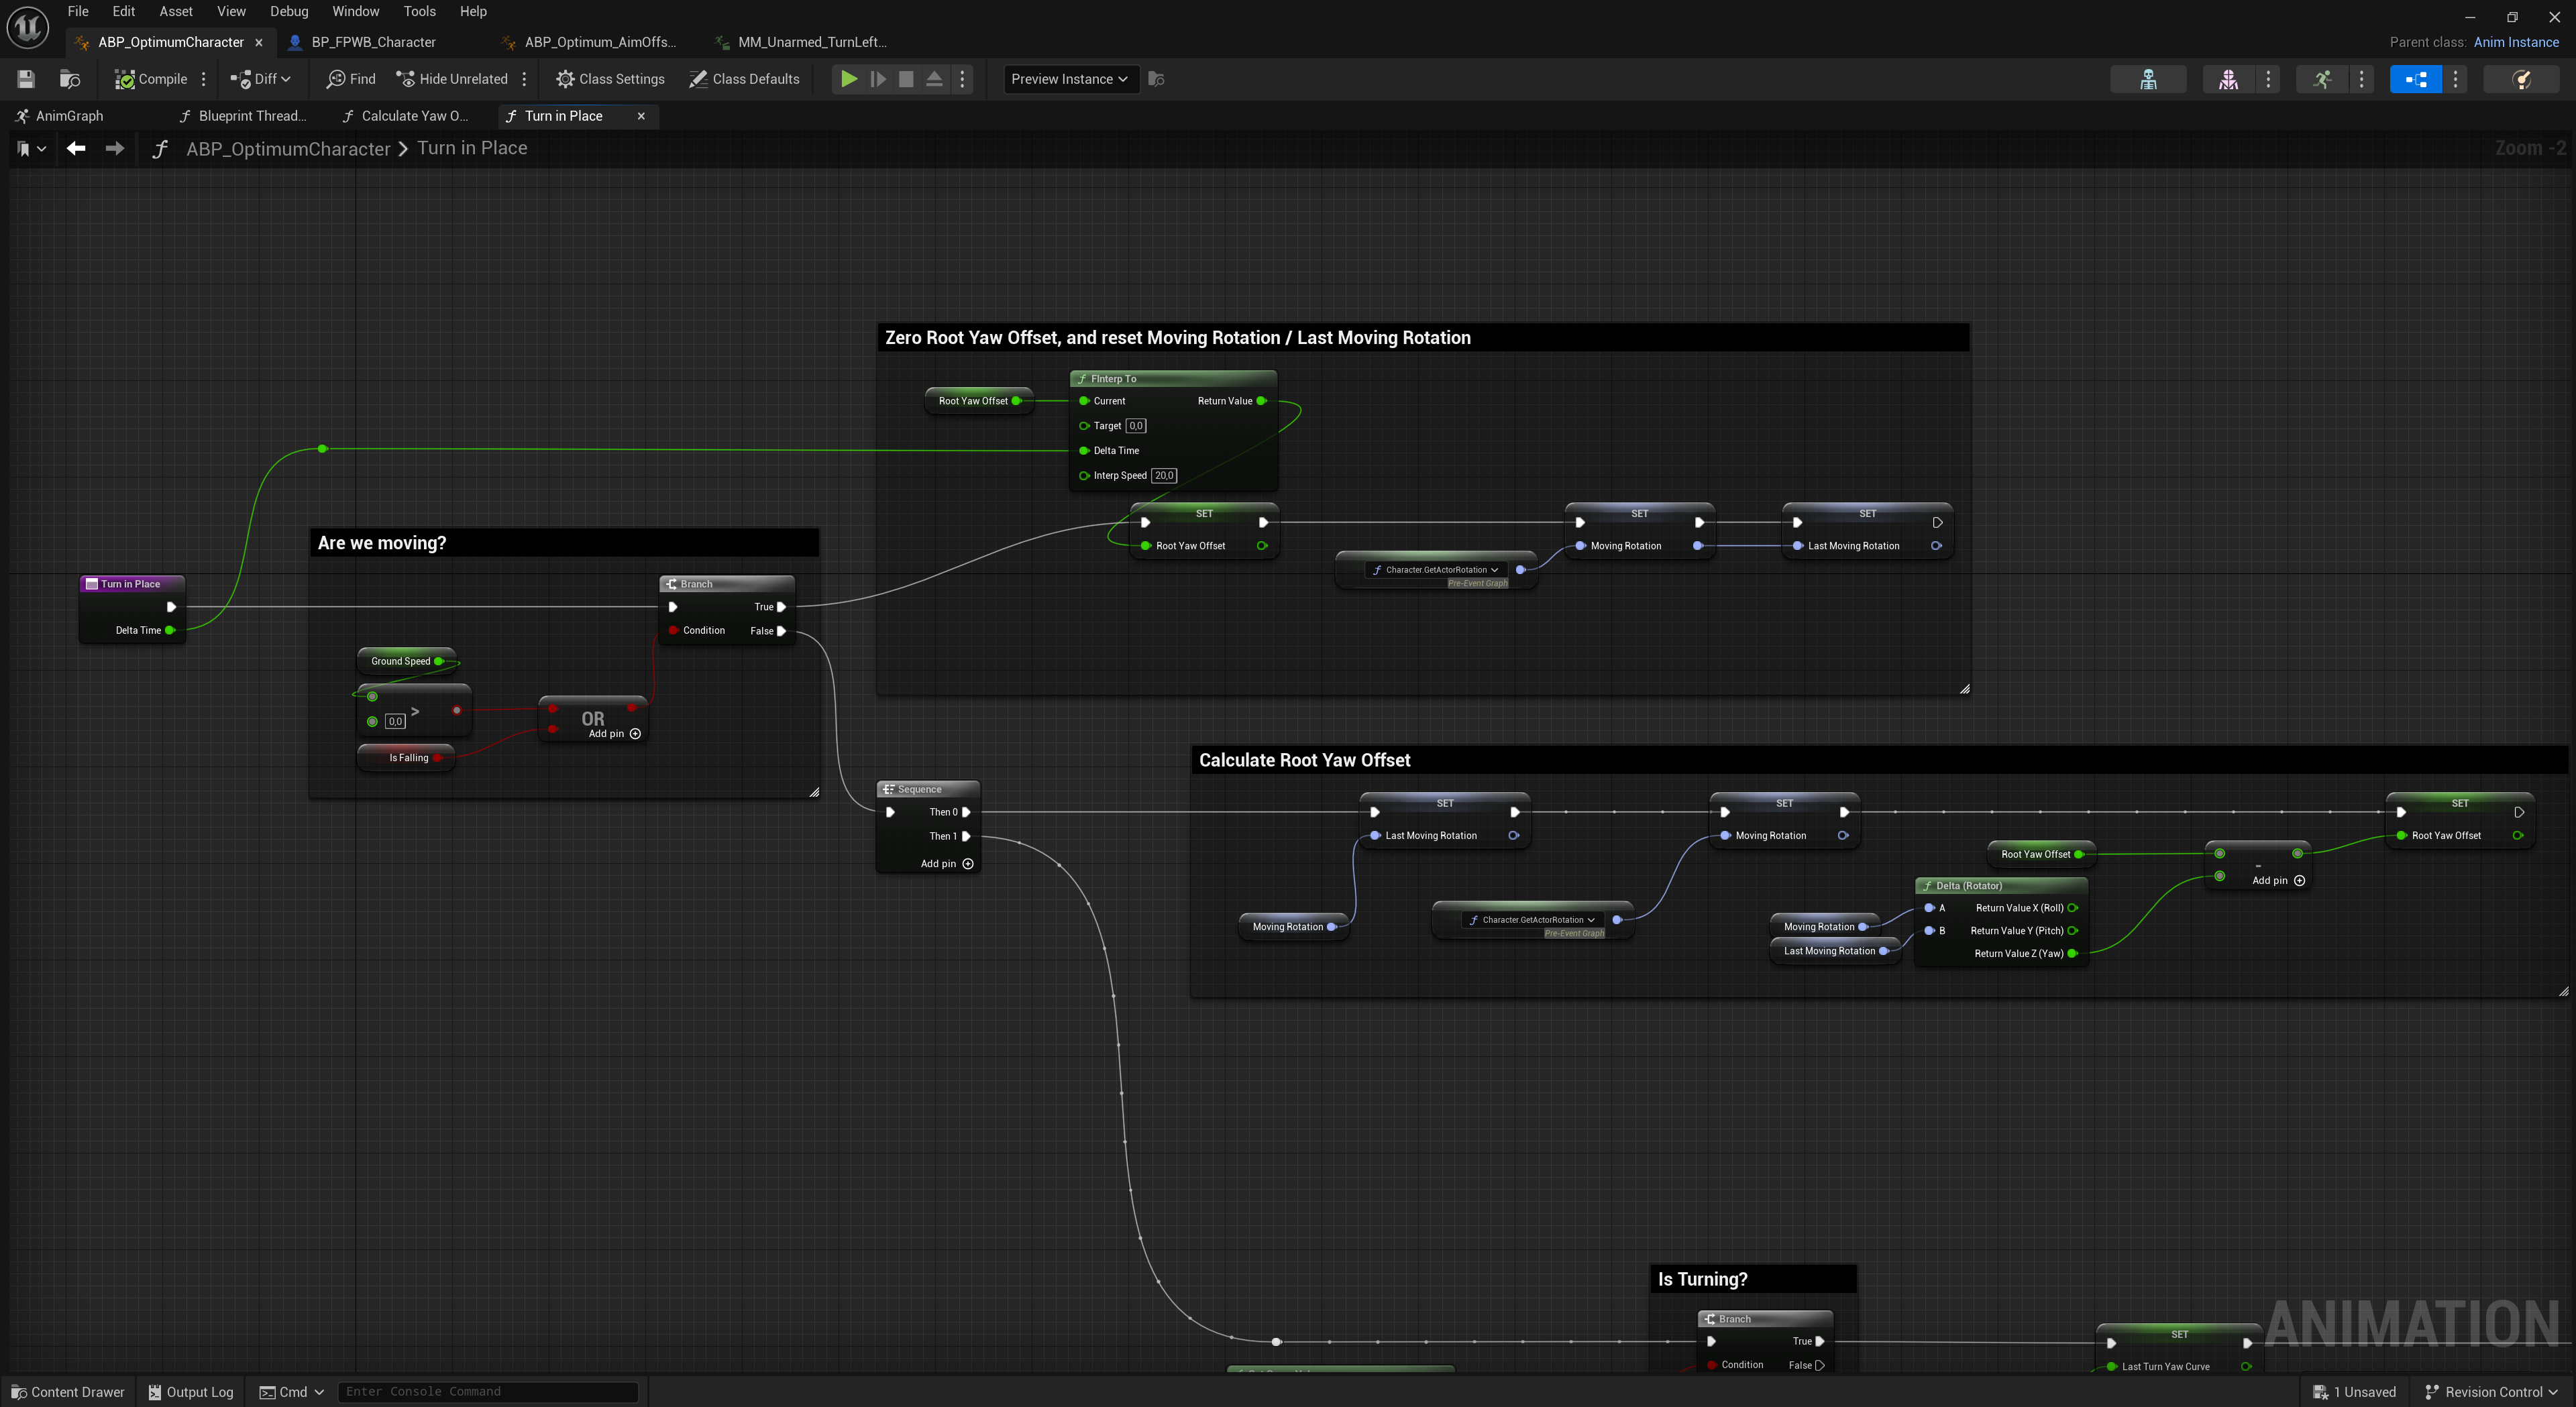 File Edit Asset View Debug Window Tools Help
ABP_OptimumCharacter BP_FPWB_Character ABP_Optimum_AimOffs... MM_Unarmed_TurnLeft...
Parent class: Anim Instance
Compile Diff Find Hide Unrelated Class Settings Class Defaults Preview Instance
AnimGraph Blueprint Thread... Calculate Yaw O... Turn in Place
ABP_OptimumCharacter > Turn in Place
Zoom -2
Zero Root Yaw Offset, and reset Moving Rotation / Last Moving Rotation
Root Yaw Offset
FInterp To
Current Return Value
Target 0,0
Delta Time
Interp Speed 20,0
SET
Root Yaw Offset
Character.GetActorRotation
Pre-Event Graph
SET
Moving Rotation
SET
Last Moving Rotation
Are we moving?
Turn in Place
Delta Time
Branch
True
Condition False
Ground Speed
0,0 >
Is Falling
OR
Add pin
Sequence
Then 0
Then 1
Add pin
Calculate Root Yaw Offset
SET
Last Moving Rotation
Moving Rotation
SET
Moving Rotation
Character.GetActorRotation
Pre-Event Graph
Moving Rotation
Last Moving Rotation
Delta (Rotator)
A Return Value X (Roll)
B Return Value Y (Pitch)
Return Value Z (Yaw)
Root Yaw Offset
-
Add pin
SET
Root Yaw Offset
Is Turning?
Branch
True
Condition False
SET
Last Turn Yaw Curve
ANIMATION
Content Drawer Output Log Cmd Enter Console Command
1 Unsaved Revision Control